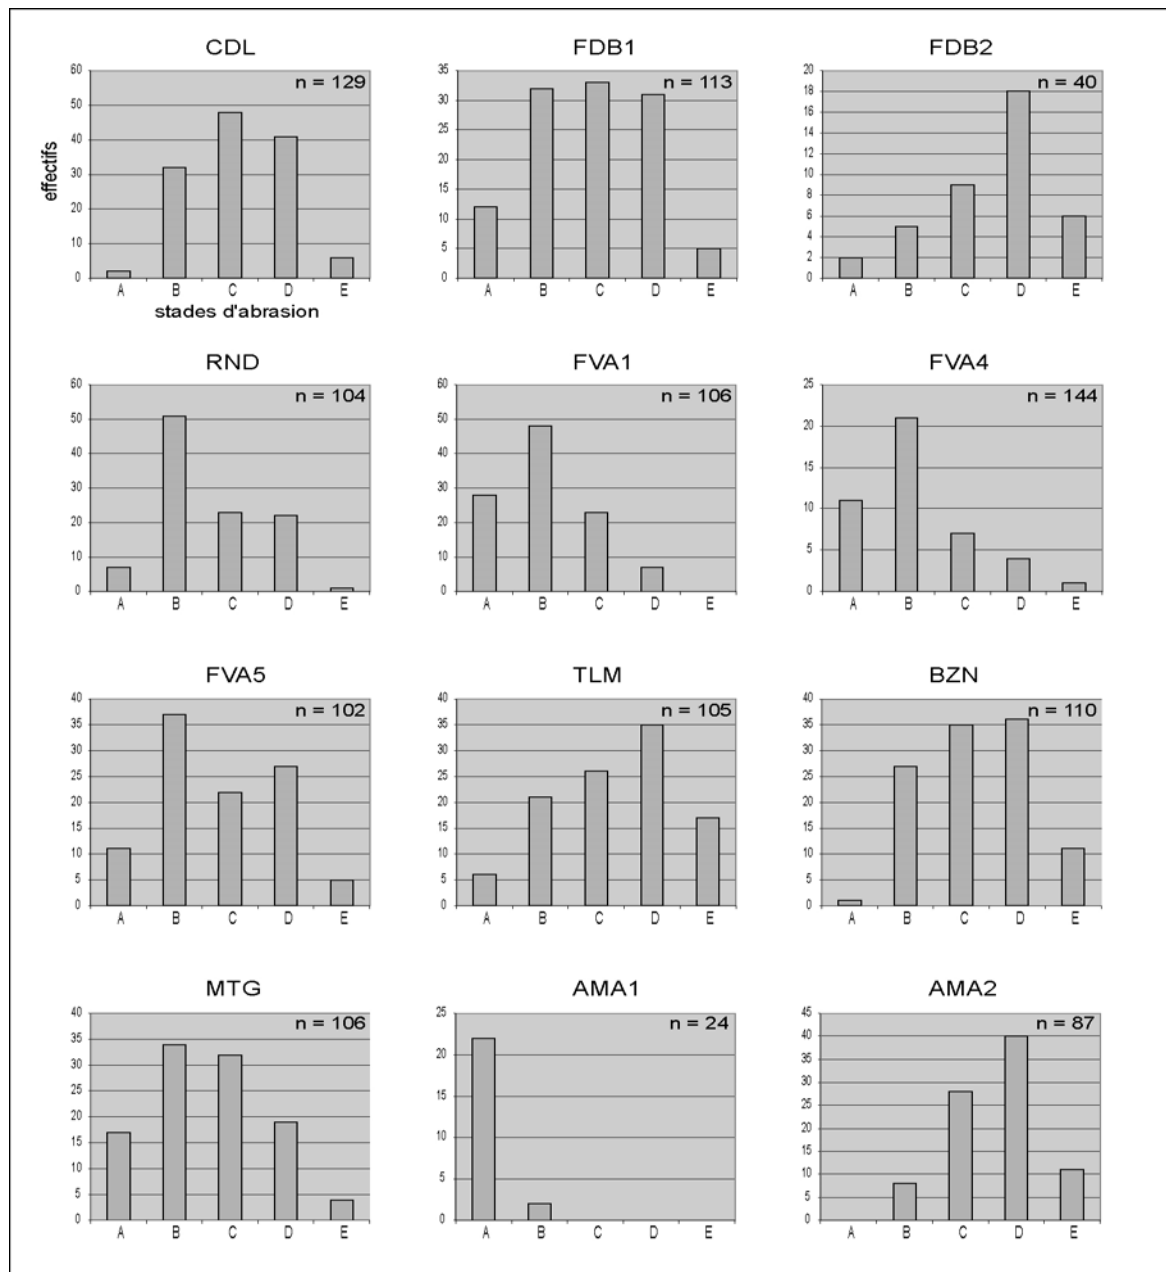 CDL
n = 129
effectifs
60
50
40
30
20
10
0
A B C D E
stades d'abrasion
FDB1
n = 113
35
30
25
20
15
10
5
0
A B C D E
FDB2
n = 40
20
18
16
14
12
10
8
6
4
2
0
A B C D E
RND
n = 104
60
50
40
30
20
10
0
A B C D E
FVA1
n = 106
60
50
40
30
20
10
0
A B C D E
FVA4
n = 144
25
20
15
10
5
0
A B C D E
FVA5
n = 102
40
35
30
25
20
15
10
5
0
A B C D E
TLM
n = 105
40
35
30
25
20
15
10
5
0
A B C D E
BZN
n = 110
40
35
30
25
20
15
10
5
0
A B C D E
MTG
n = 106
40
35
30
25
20
15
10
5
0
A B C D E
AMA1
n = 24
25
20
15
10
5
0
A B C D E
AMA2
n = 87
45
40
35
30
25
20
15
10
5
0
A B C D E